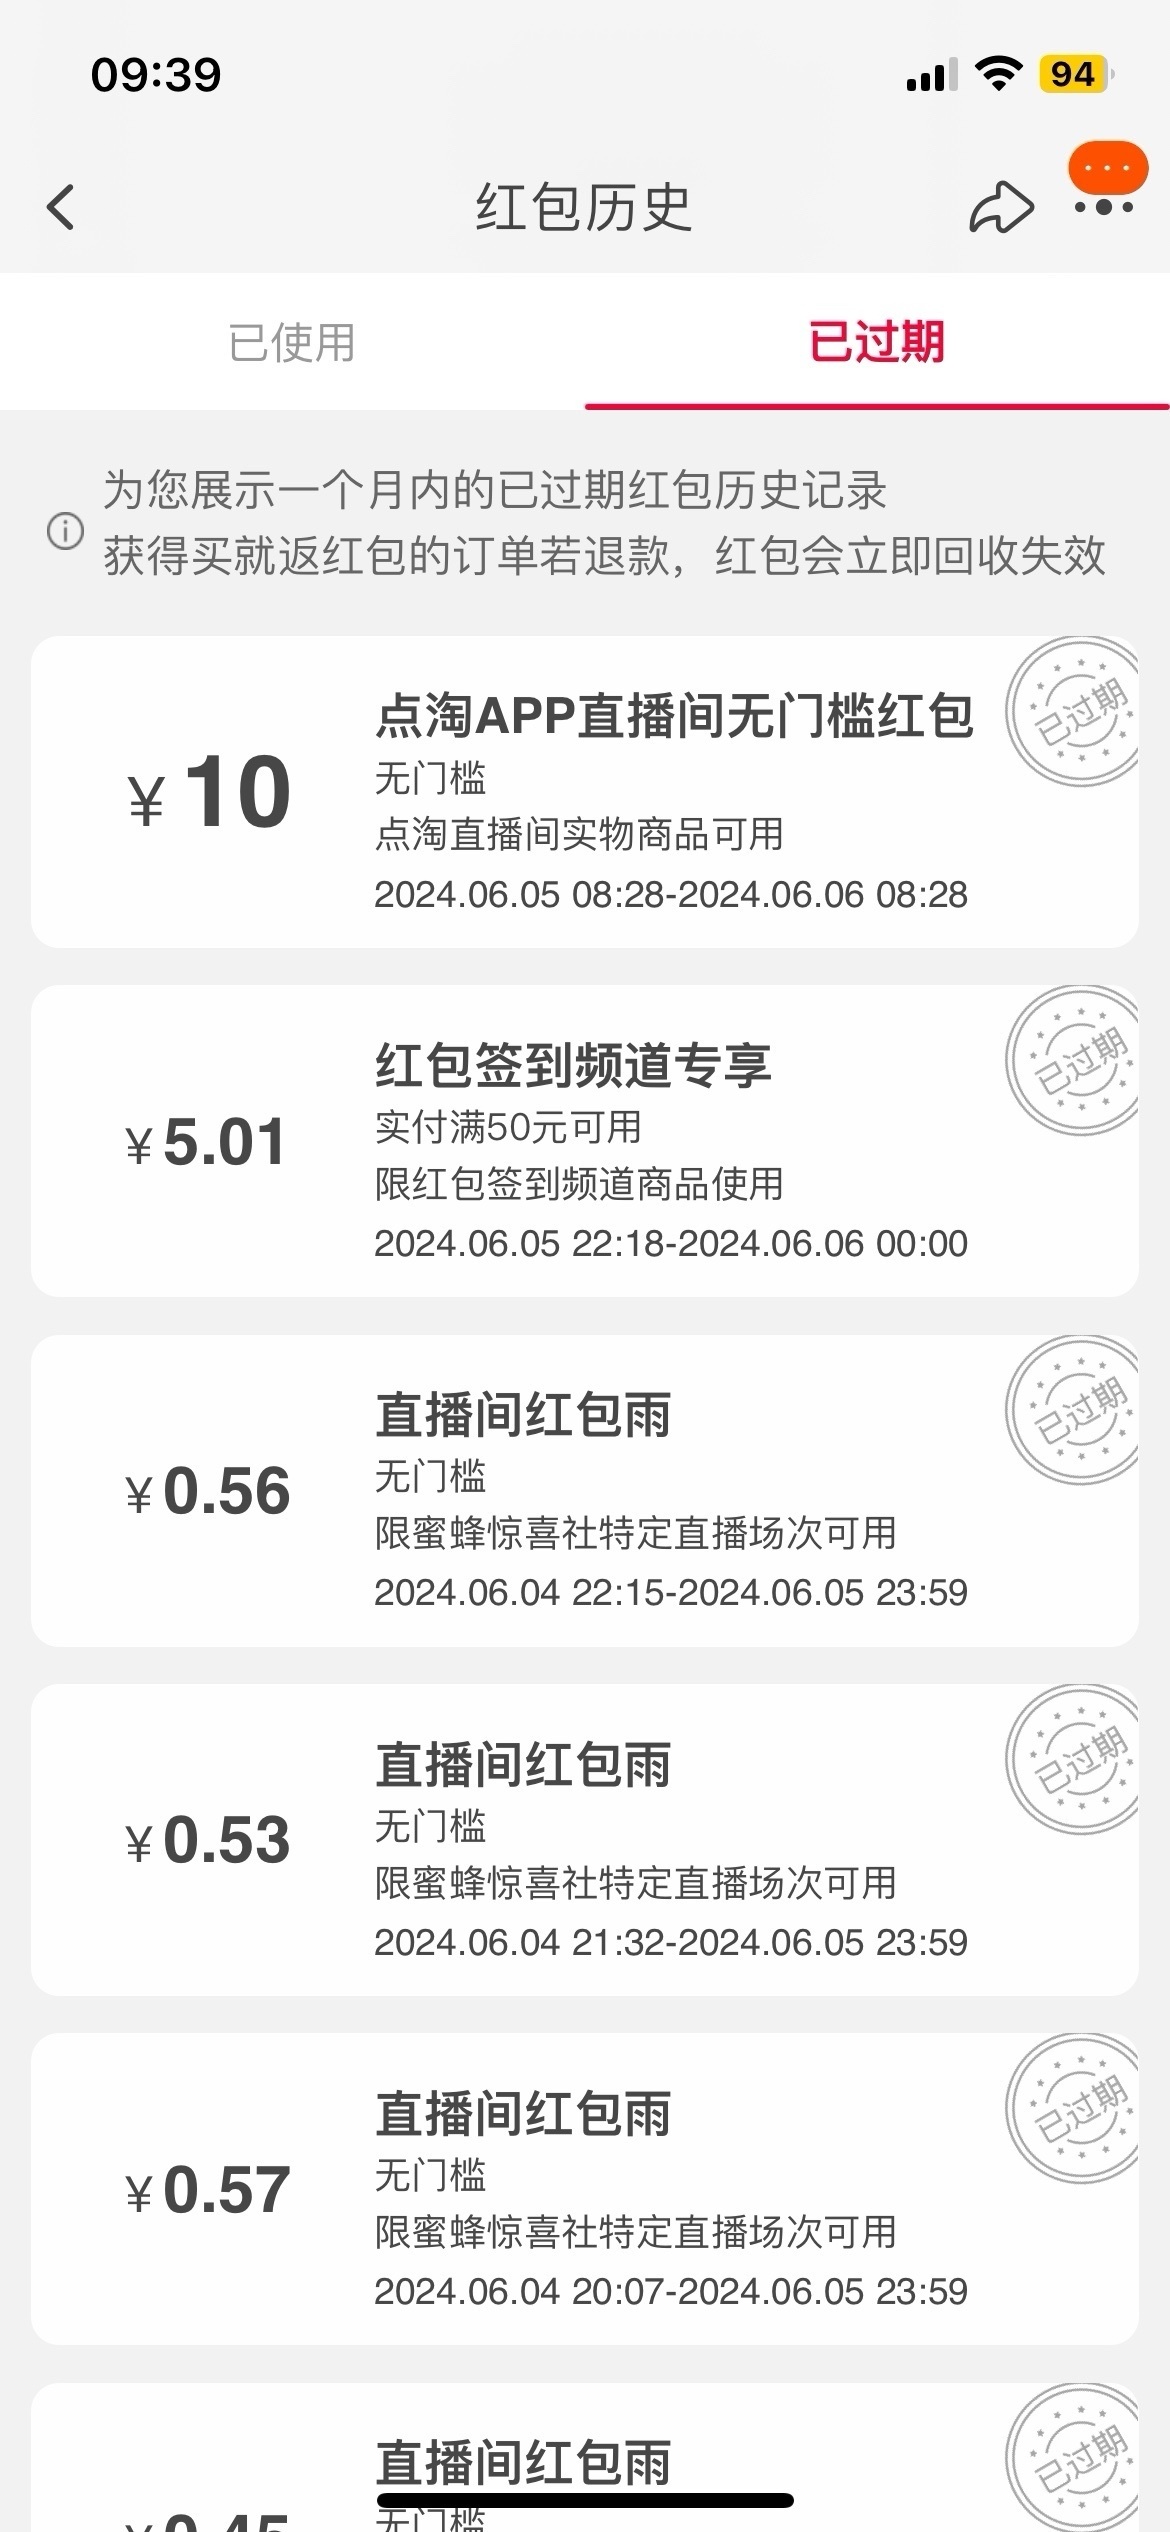 09:39
94
红包历史
已使用
已过期
为您展示一个月内的已过期红包历史记录
获得买就返红包的订单若退款，红包会立即回收失效
¥10
点淘APP直播间无门槛红包
无门槛
点淘直播间实物商品可用
2024.06.05 08:28-2024.06.06 08:28
已过期
¥5.01
红包签到频道专享
实付满50元可用
限红包签到频道商品使用
2024.06.05 22:18-2024.06.06 00:00
已过期
¥0.56
直播间红包雨
无门槛
限蜜蜂惊喜社特定直播场次可用
2024.06.04 22:15-2024.06.05 23:59
已过期
¥0.53
直播间红包雨
无门槛
限蜜蜂惊喜社特定直播场次可用
2024.06.04 21:32-2024.06.05 23:59
已过期
¥0.57
直播间红包雨
无门槛
限蜜蜂惊喜社特定直播场次可用
2024.06.04 20:07-2024.06.05 23:59
已过期
直播间红包雨
无门槛
已过期